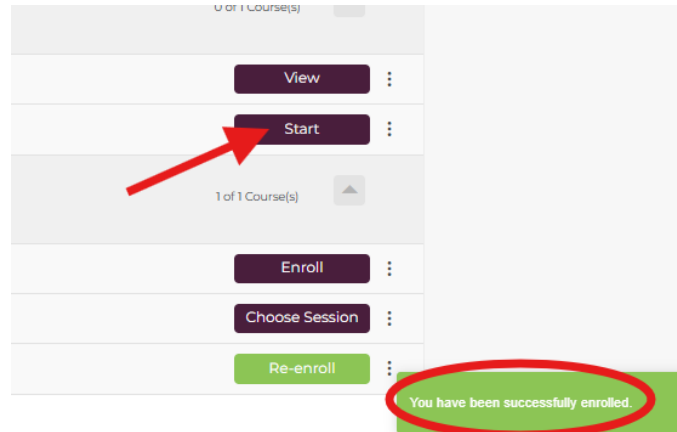 0 of 1 Course(s)
View
Start
1 of 1 Course(s)
Enroll
Choose Session
Re-enroll
You have been successfully enrolled.